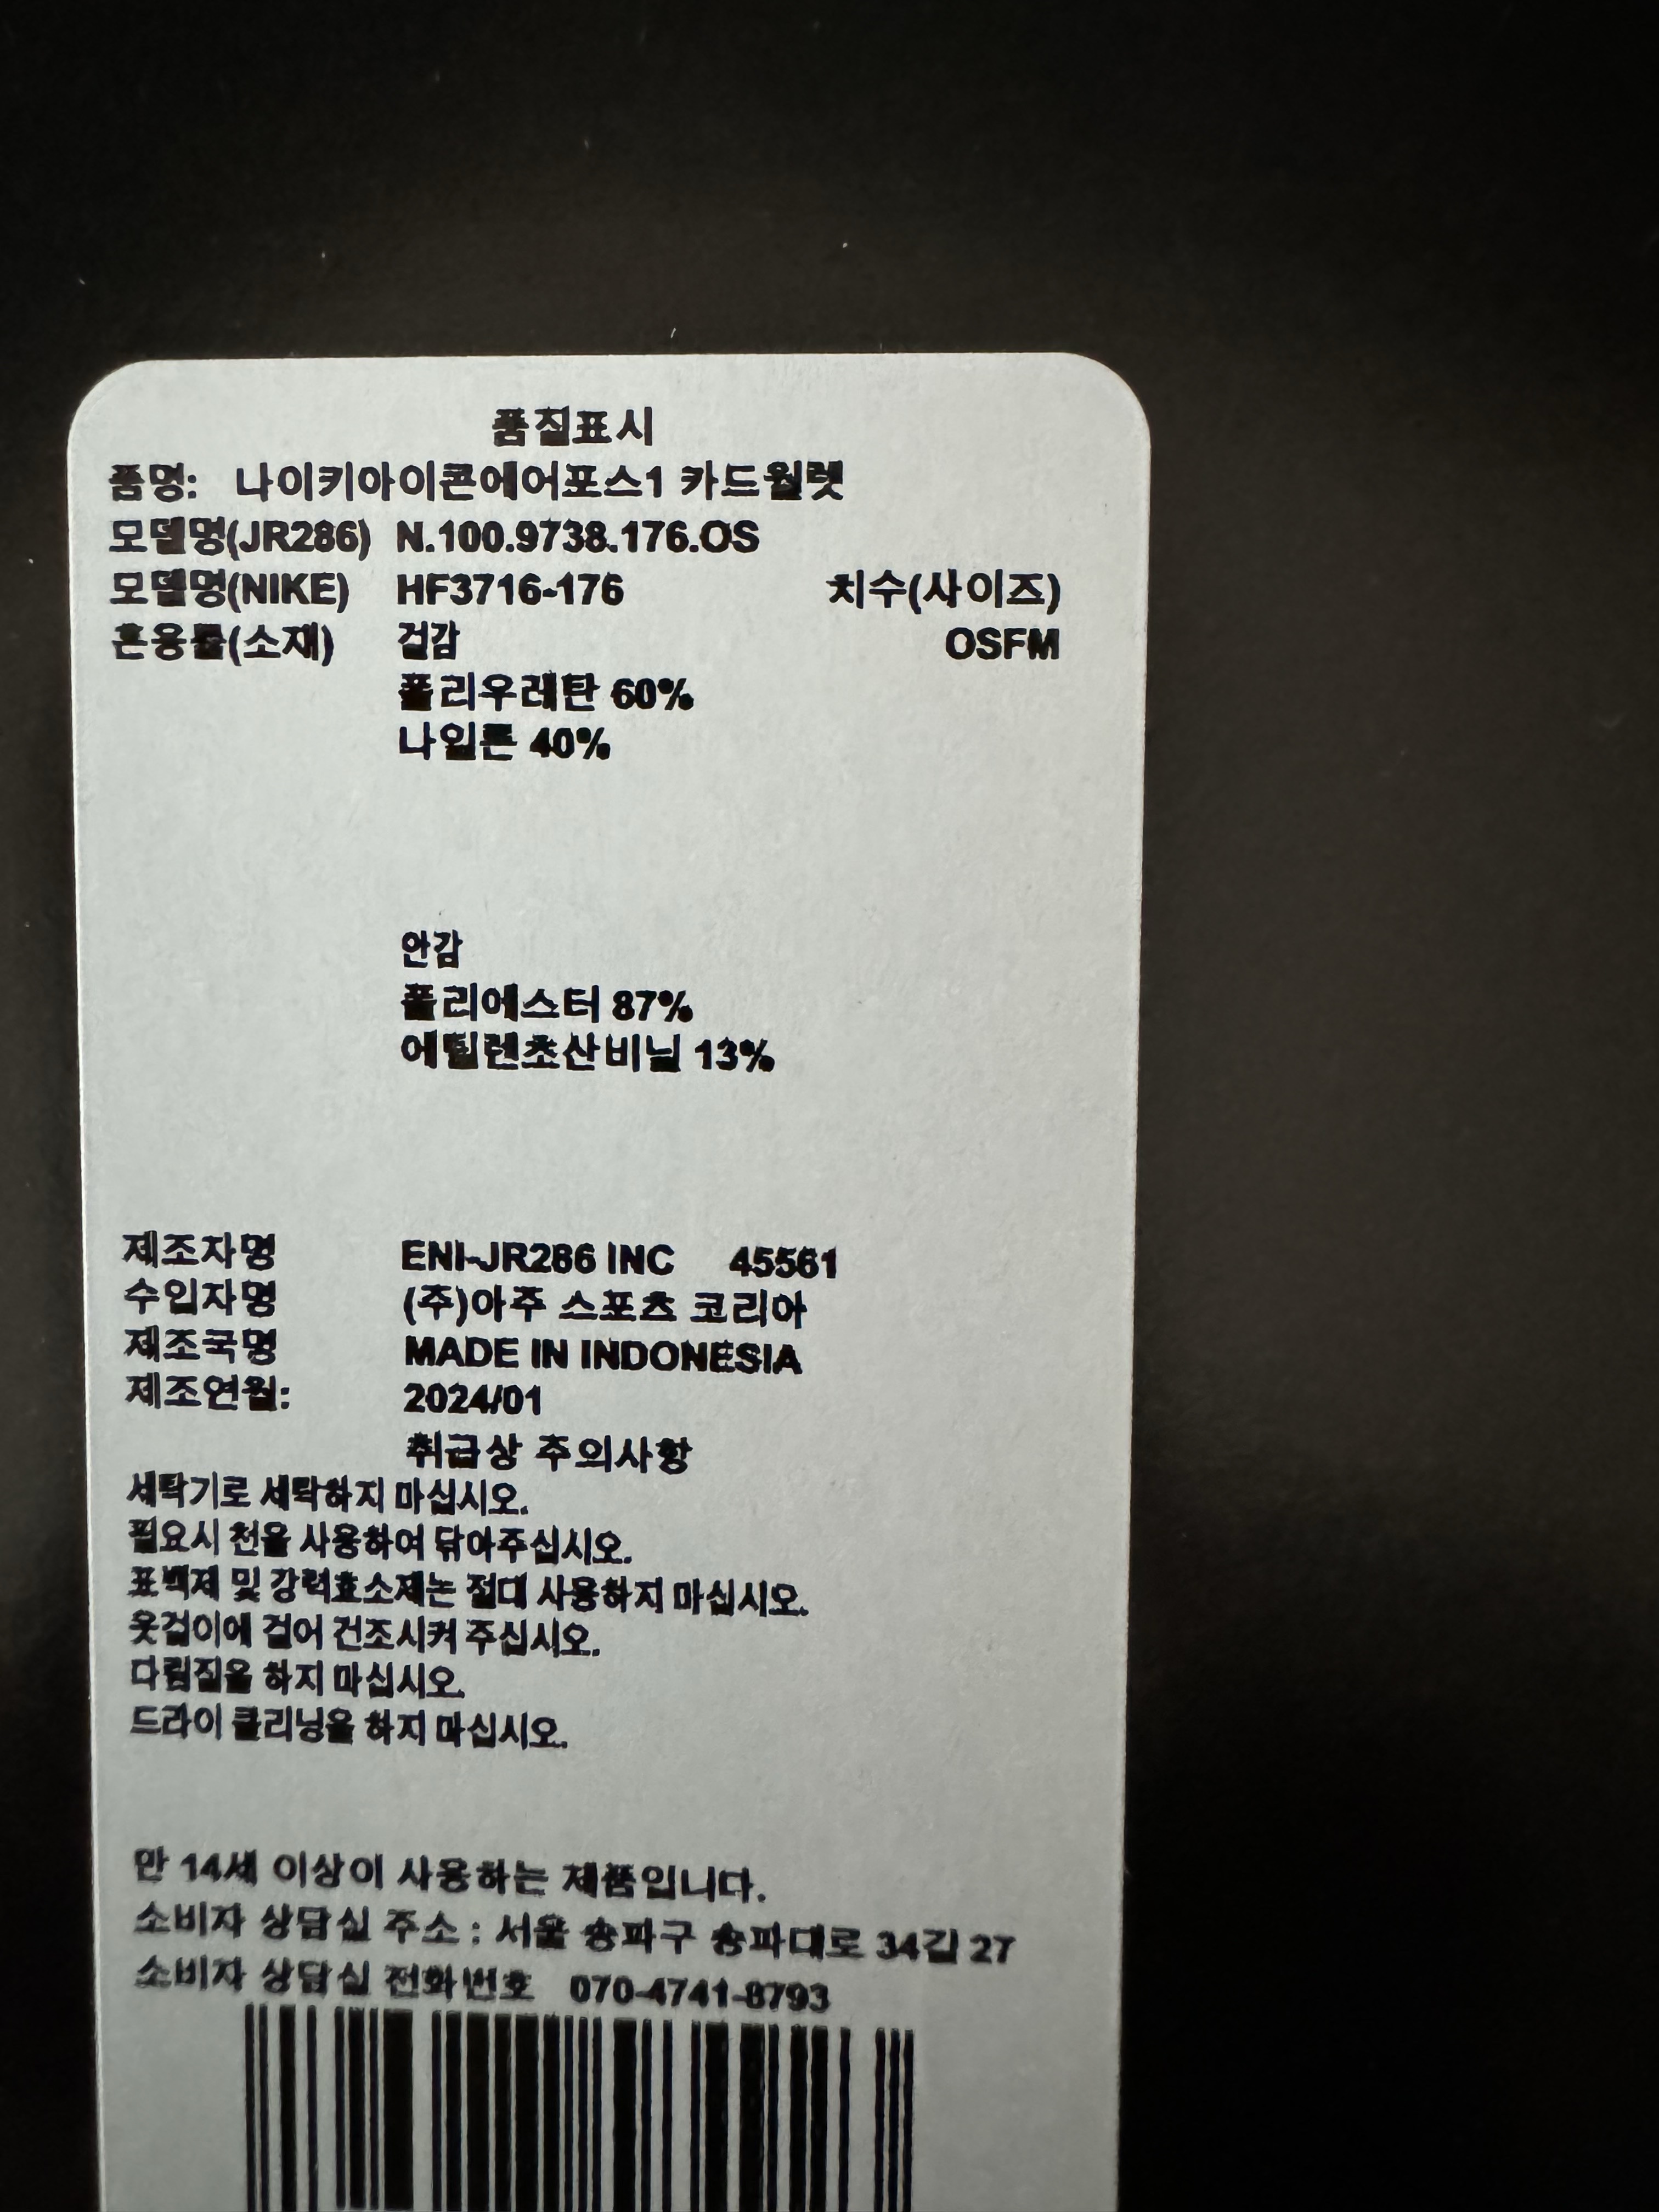 품질표시
품명: 나이키아이콘에어포스1 카드월렛
모델명(JR286) N.100.9738.176.OS
모델명(NIKE) HF3716-176 치수(사이즈)
혼용률(소재) 겉감 OSFM
폴리우레탄 60%
나일론 40%
안감
폴리에스터 87%
에틸렌초산비닐 13%
제조자명 ENI-JR286 INC 45561
수입자명 (주)아주 스포츠 코리아
제조국명 MADE IN INDONESIA
제조연월: 2024/01
취급상 주의사항
세탁기로 세탁하지 마십시오.
필요시 천을 사용하여 닦아주십시오.
표백제 및 강력효소제는 절대 사용하지 마십시오.
옷걸이에 걸어 건조시켜 주십시오.
다림질을 하지 마십시오.
드라이 클리닝을 하지 마십시오.
만 14세 이상이 사용하는 제품입니다.
소비자 상담실 주소 : 서울 송파구 송파대로 34길 27
소비자 상담실 전화번호 070-4741-8793